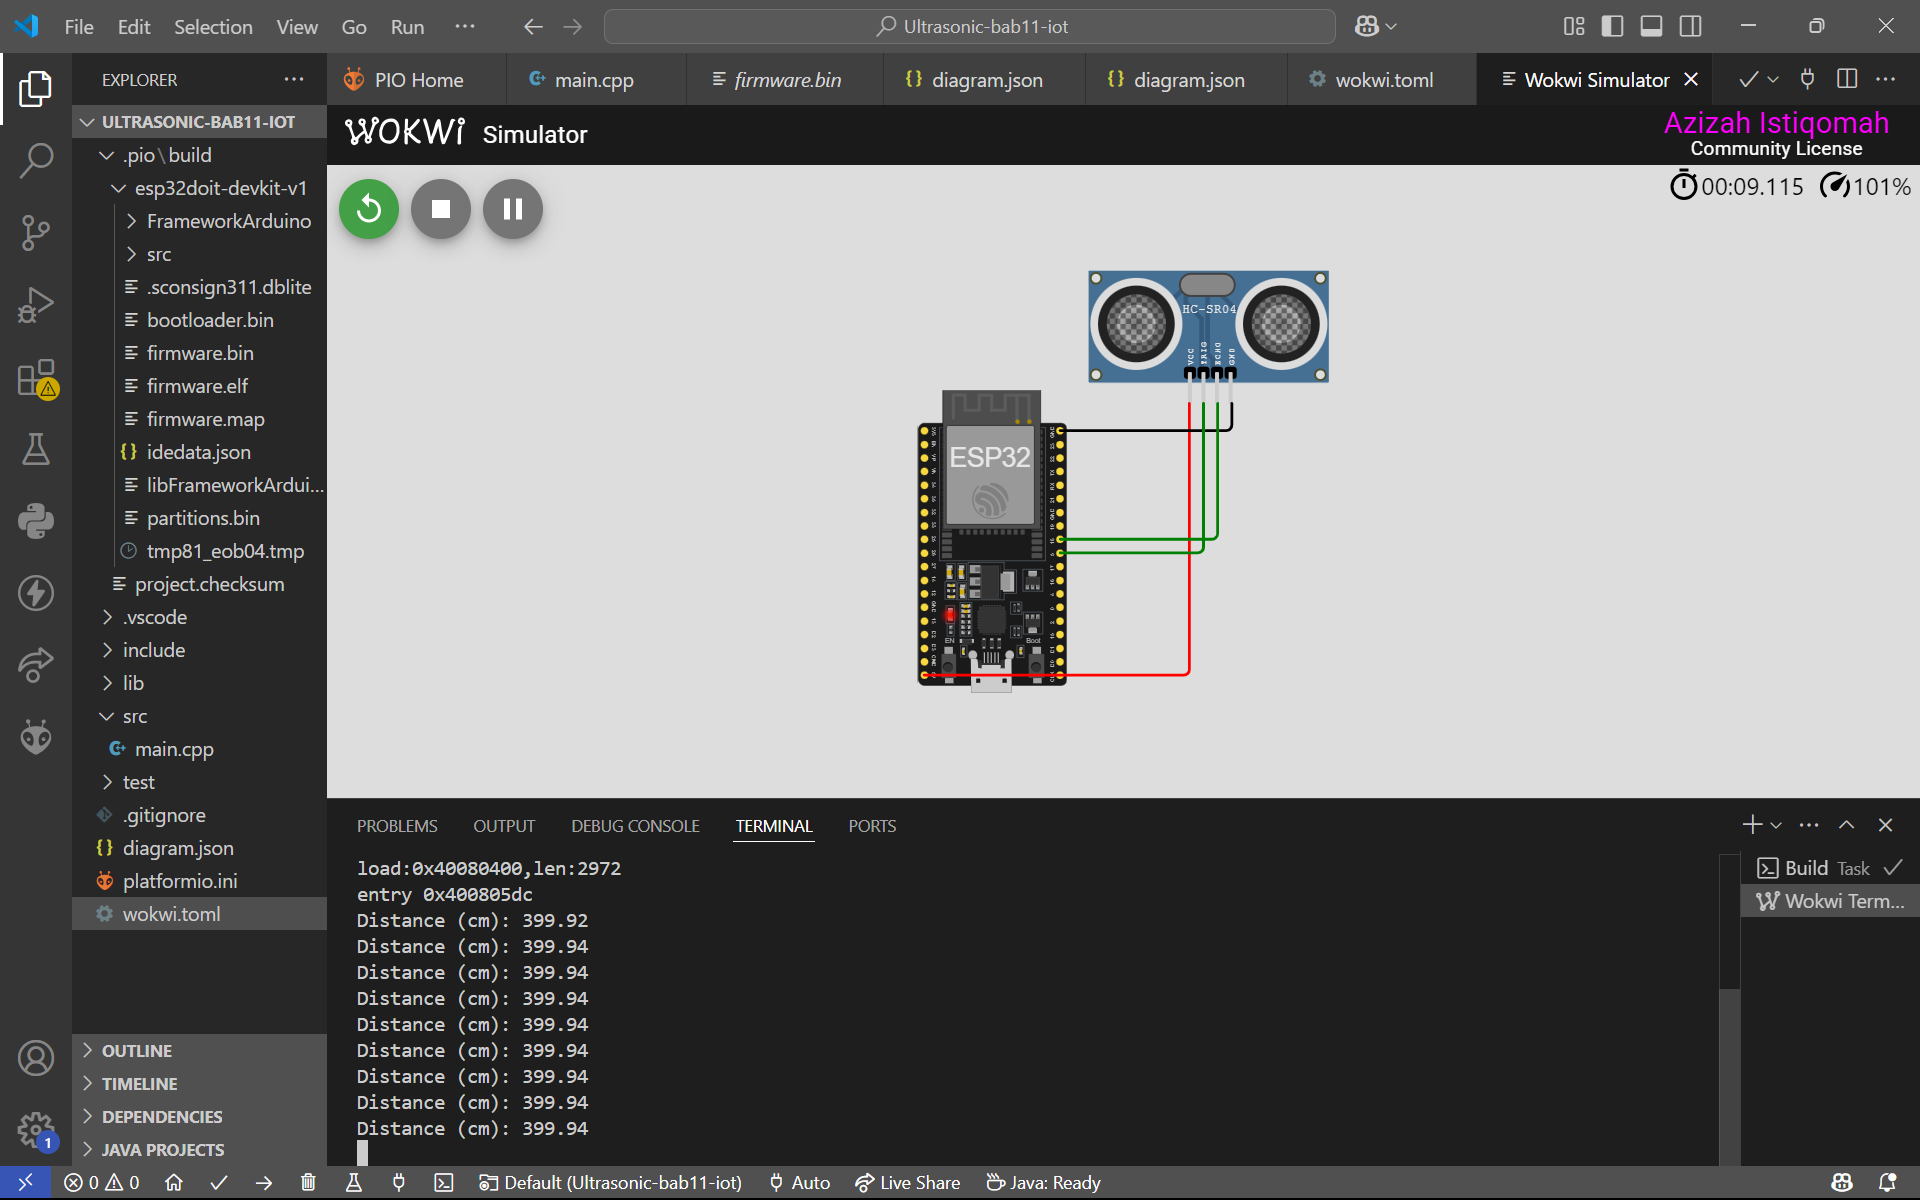 File Edit Selection View Go Run ···
Ultrasonic-bab11-iot
EXPLORER
PIO Home
main.cpp
firmware.bin
diagram.json
diagram.json
wokwi.toml
Wokwi Simulator
ULTRASONIC-BAB11-IOT
.pio\build
esp32doit-devkit-v1
FrameworkArduino
src
.sconsign311.dblite
bootloader.bin
firmware.bin
firmware.elf
firmware.map
idedata.json
libFrameworkArdui...
partitions.bin
tmp81_eob04.tmp
project.checksum
.vscode
include
lib
src
main.cpp
test
.gitignore
diagram.json
platformio.ini
wokwi.toml
OUTLINE
TIMELINE
DEPENDENCIES
JAVA PROJECTS
WOKWi Simulator
Azizah Istiqomah
Community License
00:09.115 101%
HC-SR04
VCC
TRIG
ECHO
GND
ESP32
EN
Boot
PROBLEMS OUTPUT DEBUG CONSOLE TERMINAL PORTS
load:0x40080400,len:2972
entry 0x400805dc
Distance (cm): 399.92
Distance (cm): 399.94
Distance (cm): 399.94
Distance (cm): 399.94
Distance (cm): 399.94
Distance (cm): 399.94
Distance (cm): 399.94
Distance (cm): 399.94
Distance (cm): 399.94
Build Task
Wokwi Term...
1
0 0 Default (Ultrasonic-bab11-iot) Auto Live Share Java: Ready